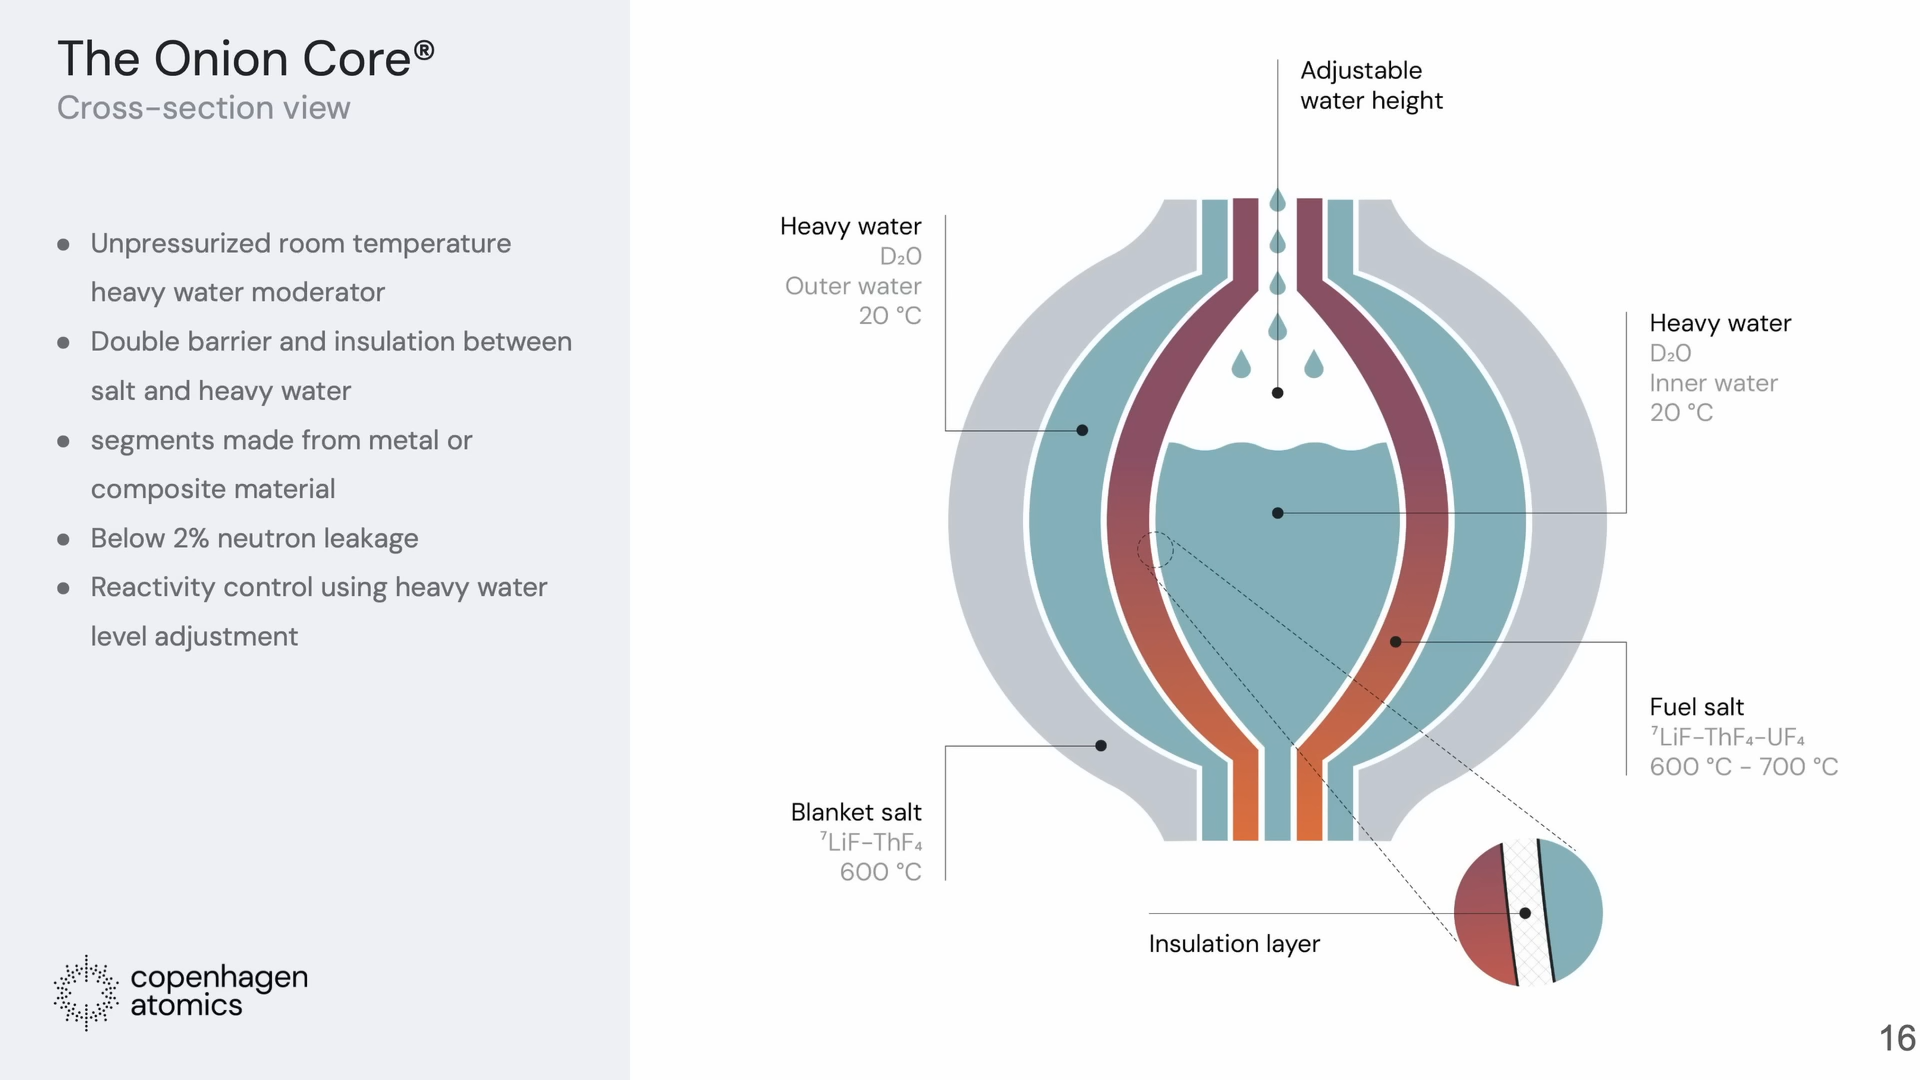 The Onion Core®
Cross-section view
● Unpressurized room temperature
heavy water moderator
● Double barrier and insulation between
salt and heavy water
● segments made from metal or
composite material
● Below 2% neutron leakage
● Reactivity control using heavy water
level adjustment
copenhagen
atomics
Adjustable
water height
Heavy water
D₂O
Outer water
20 °C
Heavy water
D₂O
Inner water
20 °C
Fuel salt
⁷LiF-ThF₄-UF₄
600 °C - 700 °C
Blanket salt
⁷LiF-ThF₄
600 °C
Insulation layer
16